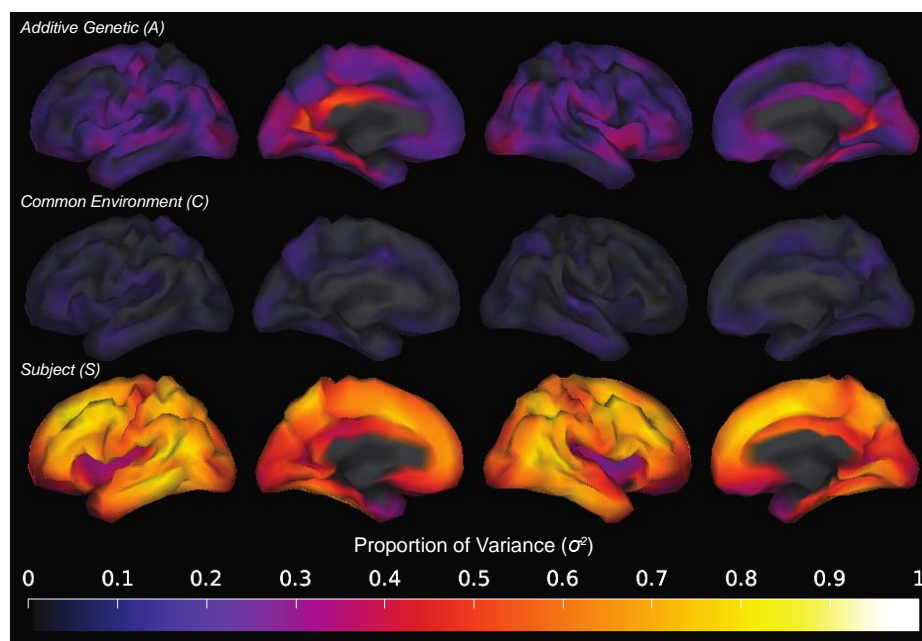 Additive Genetic (A)
Common Environment (C)
Subject (S)
Proportion of Variance (σ²)
0 0.1 0.2 0.3 0.4 0.5 0.6 0.7 0.8 0.9 1